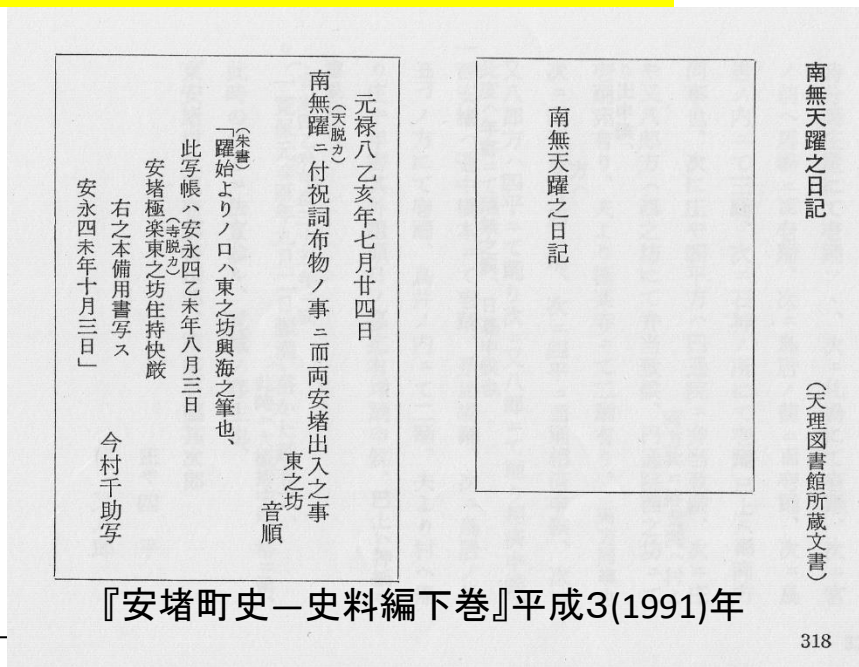 南無天躍之日記
（天理図書館所蔵文書）
南無天躍之日記
元禄八乙亥年七月廿四日
（天脱カ）
南無躍ニ付祝詞布物ノ事ニ而両安堵出入之事
東之坊
音順
（朱書）
「躍始よりノ口ハ東之坊興海之筆也、
此写帳ハ安永四乙未年八月三日
（寺脱カ）
安堵極楽東之坊住持快厳
右之本備用書写ス
今村千助写
安永四未年十月三日」
『安堵町史—史料編下巻』平成3(1991)年
318